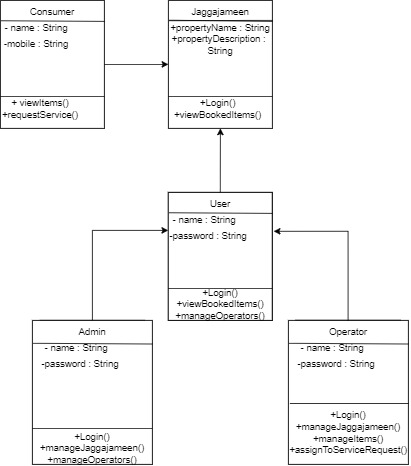 Consumer
- name : String
-mobile : String
+ viewItems()
+requestService()
Jaggajameen
+propertyName : String
+propertyDescription :
String
+Login()
+viewBookedItems()
User
- name : String
-password : String
+Login()
+viewBookedItems()
+manageOperators()
Admin
- name : String
-password : String
+Login()
+manageJaggajameen()
+manageOperators()
Operator
- name : String
-password : String
+Login()
+manageJaggajameen()
+manageItems()
+assignToServiceRequest()